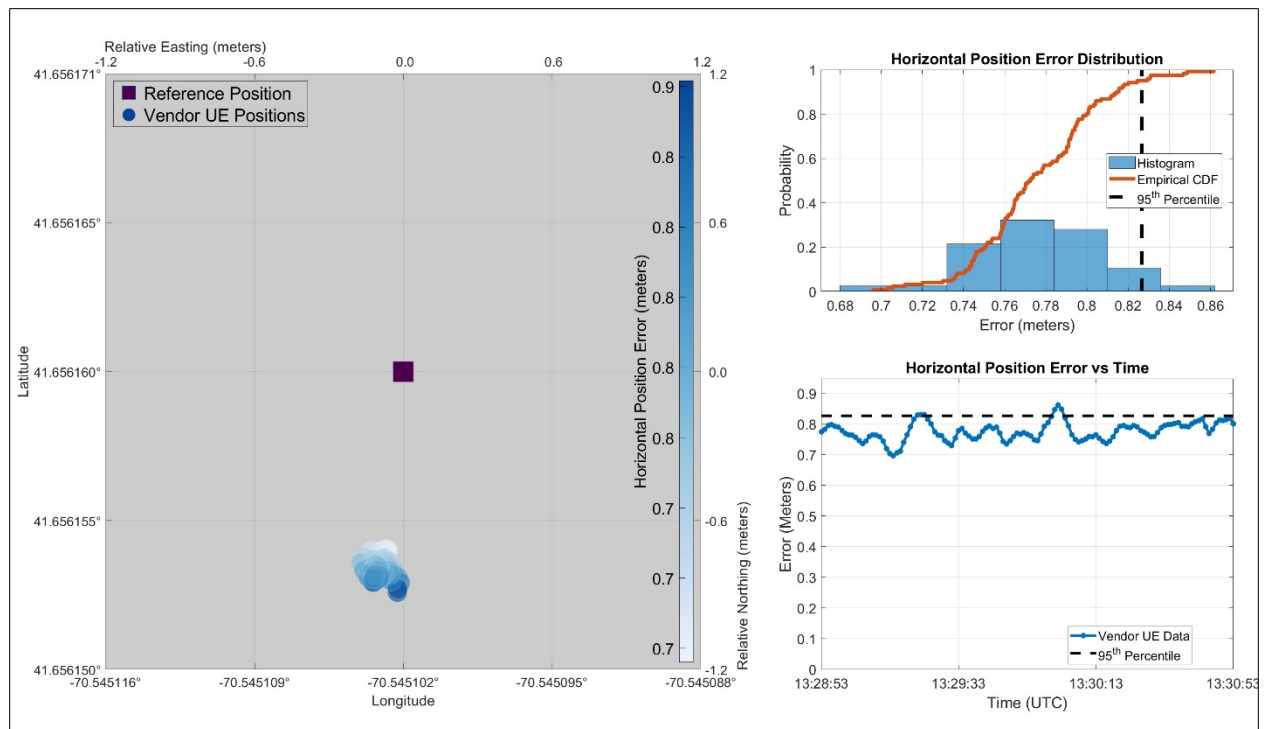 Relative Easting (meters)
-1.2 -0.6 0.0 0.6 1.2
41.656171°
41.656165°
41.656160°
41.656155°
41.656150°
Latitude
Reference Position
Vendor UE Positions
-70.545116° -70.545109° -70.545102° -70.545095° -70.545088°
Longitude
Horizontal Position Error (meters)
0.9
0.8
0.8
0.8
0.8
0.8
0.7
0.7
0.7
1.2
0.6
0.0
-0.6
-1.2
Relative Northing (meters)
Horizontal Position Error Distribution
Probability
1
0.8
0.6
0.4
0.2
0
Histogram
Empirical CDF
95th Percentile
0.68 0.7 0.72 0.74 0.76 0.78 0.8 0.82 0.84 0.86
Error (meters)
Horizontal Position Error vs Time
Error (Meters)
0.9
0.8
0.7
0.6
0.5
0.4
0.3
0.2
0.1
0
Vendor UE Data
95th Percentile
13:28:53 13:29:33 13:30:13 13:30:53
Time (UTC)